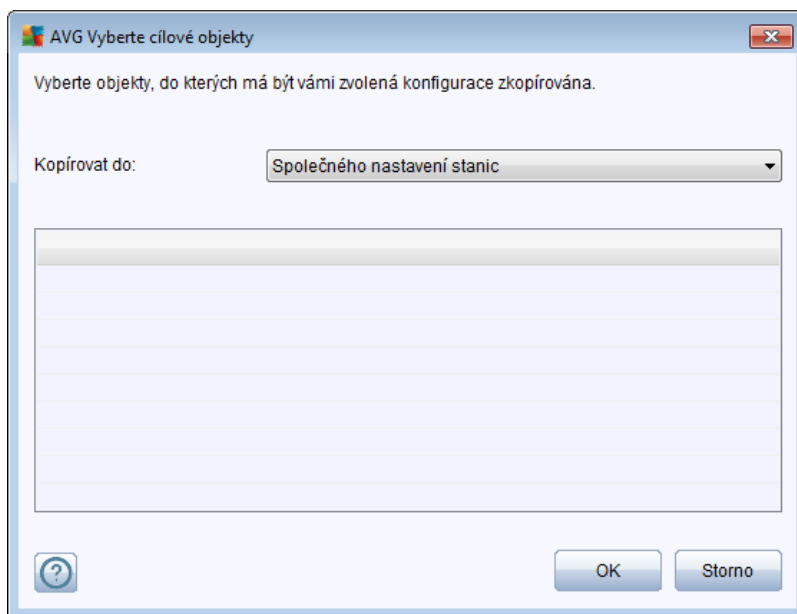 AVG Vyberte cílové objekty
Vyberte objekty, do kterých má být vámi zvolená konfigurace zkopírována.
Kopírovat do: Společného nastavení stanic
?
OK Storno